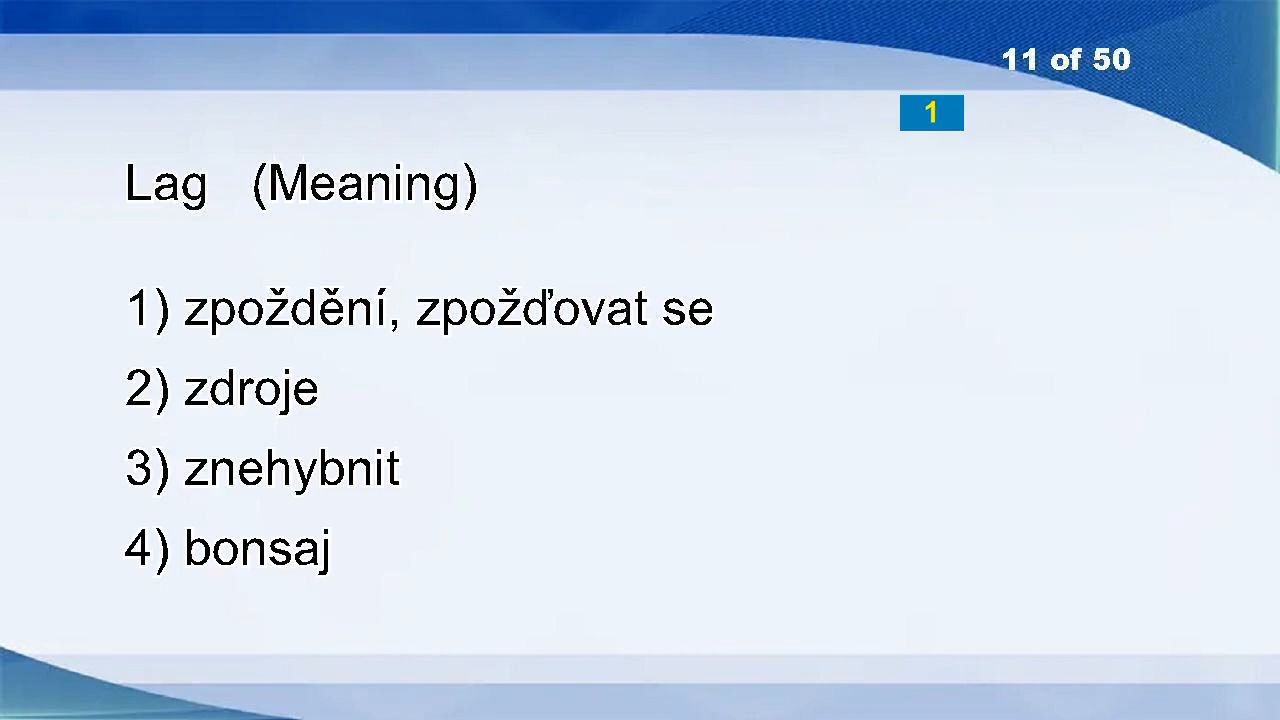 11 of 50
1
Lag (Meaning)
1) zpoždění, zpožďovat se
2) zdroje
3) znehybnit
4) bonsaj